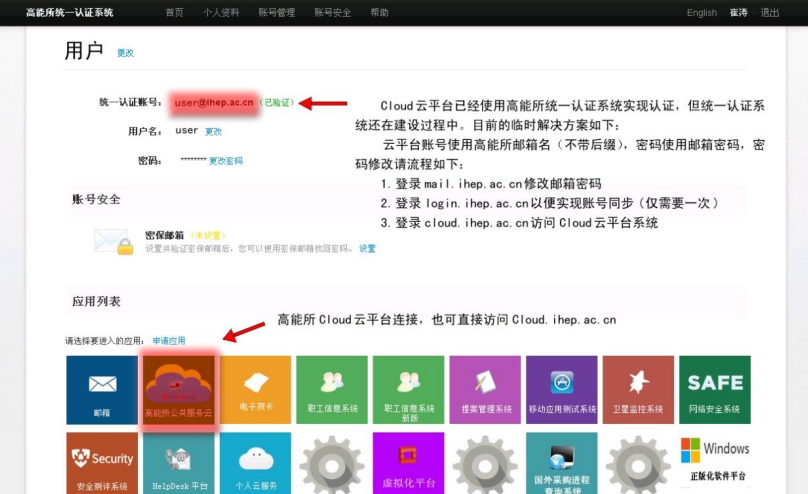 高能所统一认证系统 首页 个人资料 账号管理 账号安全 帮助 English 崔涛 退出
用户 更改
统一认证账号: user@ihep.ac.cn (已验证)
用户名: user 更改
密码: ******** 更改密码
Cloud云平台已经使用高能所统一认证系统实现认证，但统一认证系
统还在建设过程中。目前的临时解决方案如下：
云平台账号使用高能所邮箱名（不带后缀），密码使用邮箱密码，密
码修改请流程如下：
1. 登录 mail.ihep.ac.cn修改邮箱密码
2. 登录 login.ihep.ac.cn以便实现账号同步（仅需要一次）
3. 登录 cloud.ihep.ac.cn访问 Cloud云平台系统
账号安全
密保邮箱 (未设置)
设置并验证密保邮箱后，您可以使用密保邮箱找回密码。 设置
应用列表
高能所 Cloud云平台连接，也可直接访问 Cloud.ihep.ac.cn
请选择要进入的应用: 申请应用
邮箱
高能所公共服务云
电子贺卡
职工信息系统
职工信息系统
新版
提案管理系统
移动应用测试系统
卫星监控系统
SAFE
网络安全系统
Security
安全测评系统
HelpDesk 平台
个人云服务
虚拟化平台
国外采购进程
查询系统
Windows
正版化软件平台